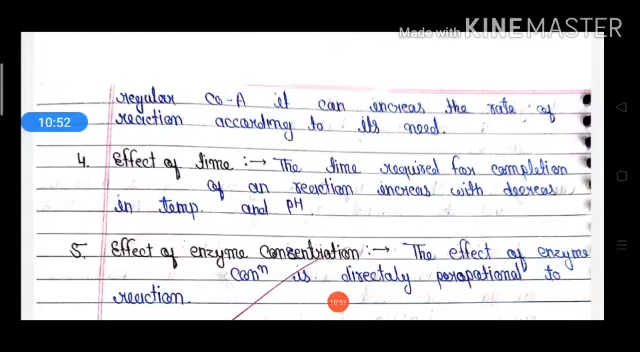 Made with KINEMASTER
regular co-A it can increas the rate of
10:52
reaction according to its need.
4. Effect of time :→ The time required for completion
of an reaction increas with decreas
in temp. and pH.
5. Effect of enzyme consentration :→ The effect of enzyme
conⁿ is directaly porapotional to
reaction.
10:51